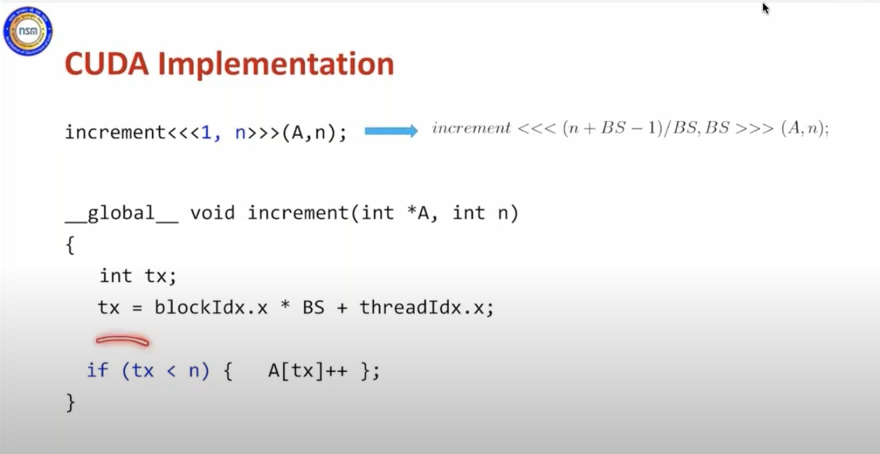 nsm
CUDA Implementation
increment<<<1, n>>>(A,n);
increment <<< (n + BS − 1)/BS, BS >>> (A, n);
__global__ void increment(int *A, int n)
{
int tx;
tx = blockIdx.x * BS + threadIdx.x;
if (tx < n) { A[tx]++ };
}